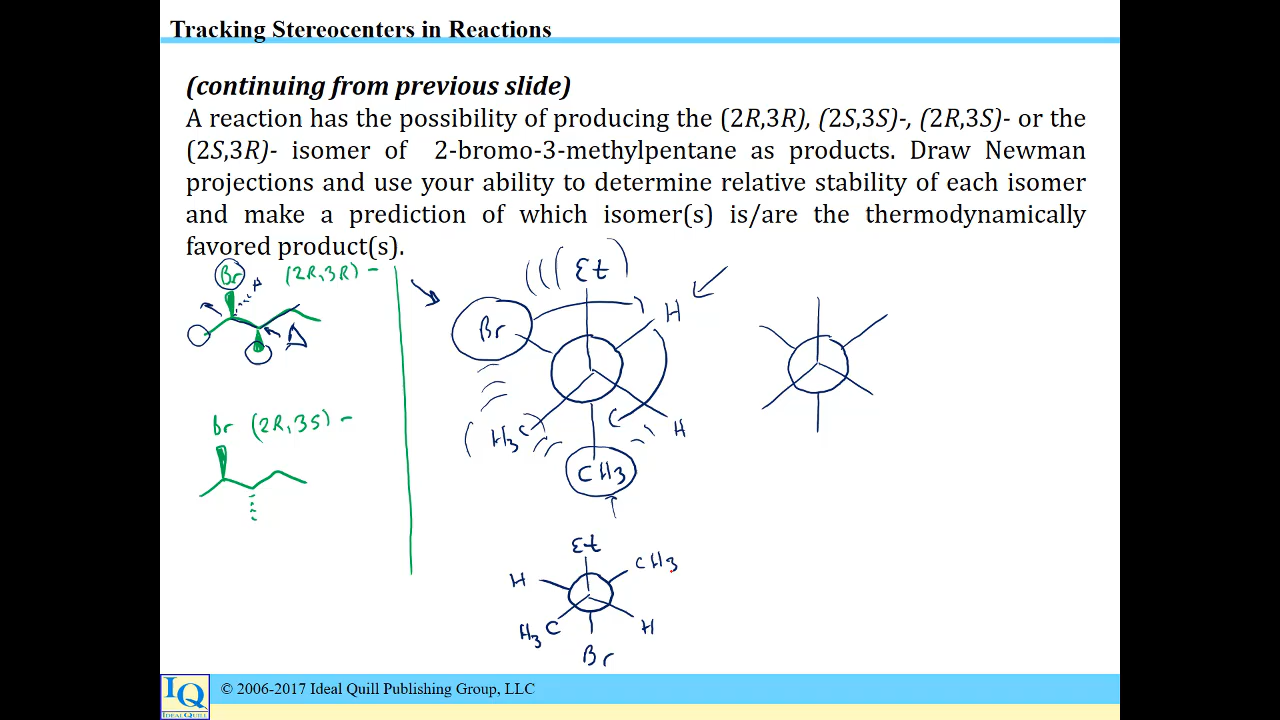 Tracking Stereocenters in Reactions
(continuing from previous slide)
A reaction has the possibility of producing the (2R,3R), (2S,3S)-, (2R,3S)- or the
(2S,3R)- isomer of 2-bromo-3-methylpentane as products. Draw Newman
projections and use your ability to determine relative stability of each isomer
and make a prediction of which isomer(s) is/are the thermodynamically
favored product(s).
Br (2R,3R) -
H
Et
Br H
H3C H
CH3
Br (2R,3S) -
Et
H CH3
H3C H
Br
IQ
IDEAL QUILL
© 2006-2017 Ideal Quill Publishing Group, LLC